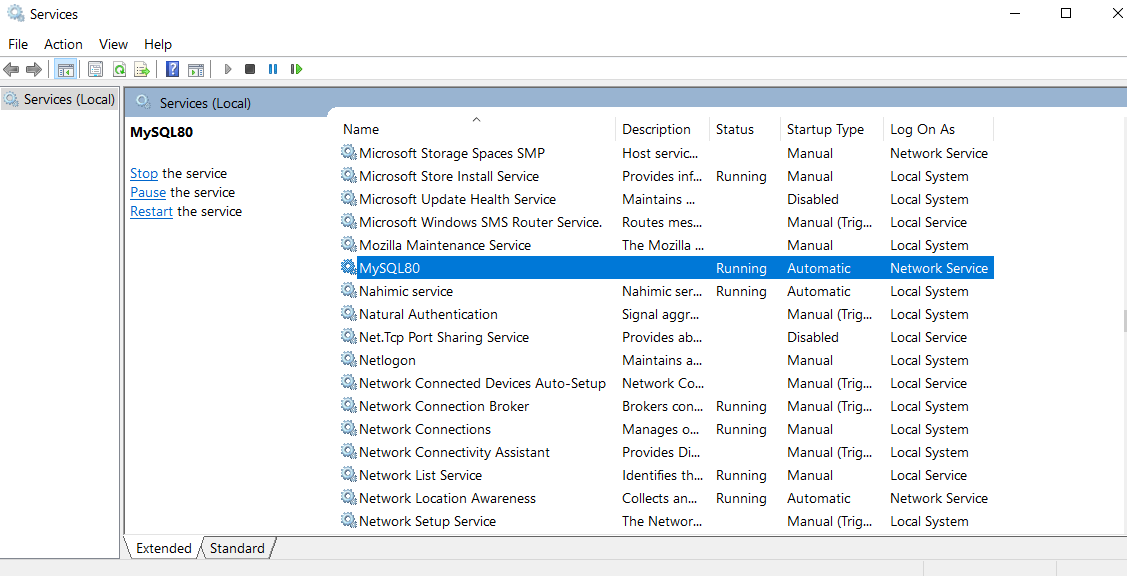 Services
File Action View Help
Services (Local)
Services (Local)
MySQL80
Stop the service
Pause the service
Restart the service
Name Description Status Startup Type Log On As
Microsoft Storage Spaces SMP Host servic... Manual Network Service
Microsoft Store Install Service Provides inf... Running Manual Local System
Microsoft Update Health Service Maintains ... Disabled Local System
Microsoft Windows SMS Router Service. Routes mes... Manual (Trig... Local Service
Mozilla Maintenance Service The Mozilla ... Manual Local System
MySQL80 Running Automatic Network Service
Nahimic service Nahimic ser... Running Automatic Local System
Natural Authentication Signal aggr... Manual (Trig... Local System
Net.Tcp Port Sharing Service Provides ab... Disabled Local Service
Netlogon Maintains a... Manual Local System
Network Connected Devices Auto-Setup Network Co... Manual (Trig... Local Service
Network Connection Broker Brokers con... Running Manual (Trig... Local System
Network Connections Manages o... Running Manual Local System
Network Connectivity Assistant Provides Di... Manual (Trig... Local System
Network List Service Identifies th... Running Manual Local Service
Network Location Awareness Collects an... Running Automatic Network Service
Network Setup Service The Networ... Manual (Trig... Local System
Extended Standard